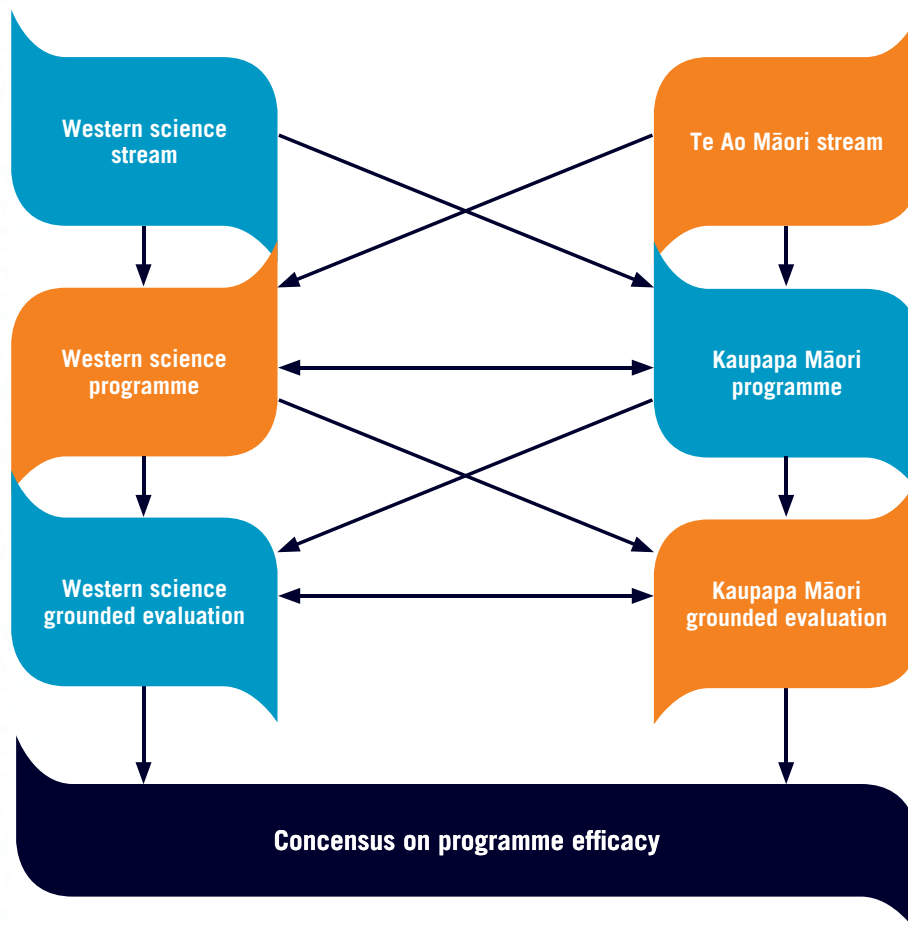 Western science
stream
Te Ao Māori stream
Western science
programme
Kaupapa Māori
programme
Western science
grounded evaluation
Kaupapa Māori
grounded evaluation
Concensus on programme efficacy